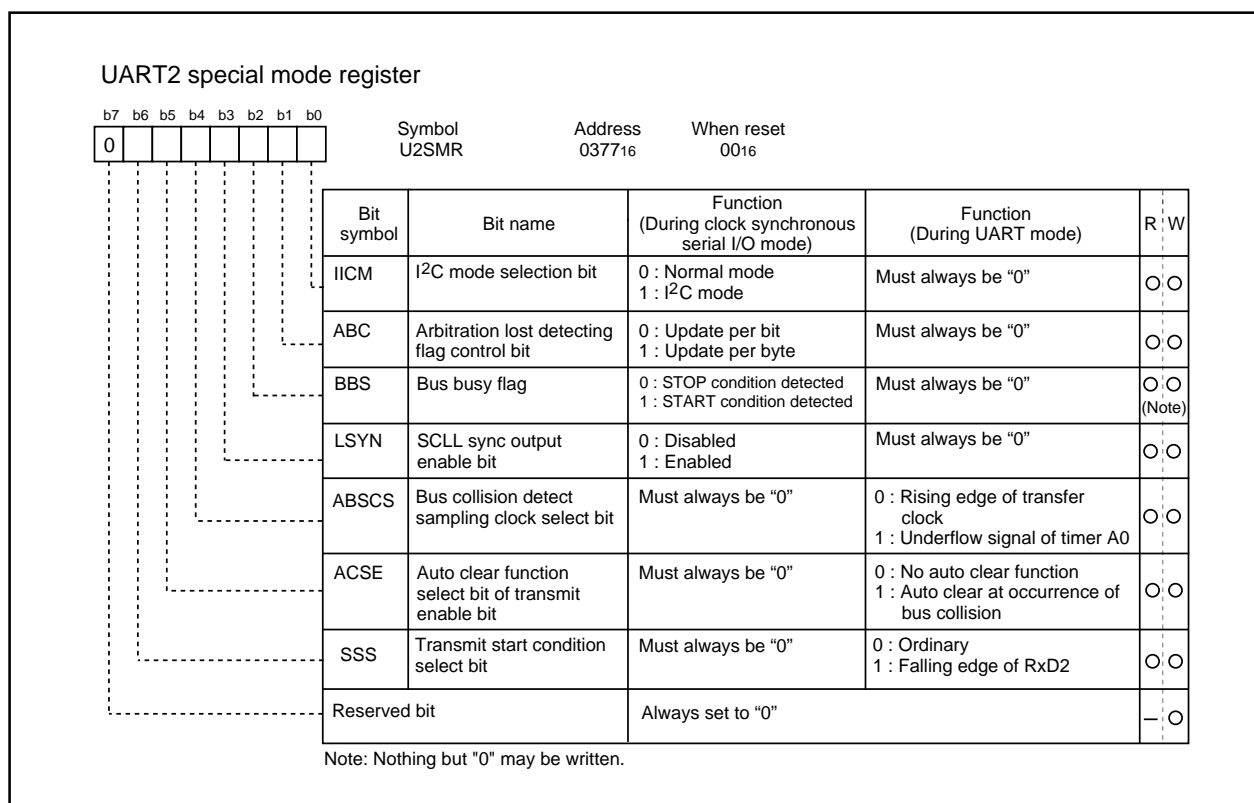 UART2 special mode register
b7 b6 b5 b4 b3 b2 b1 b0
0
Symbol Address When reset
U2SMR 037716 0016
Bit symbol Bit name Function (During clock synchronous serial I/O mode) Function (During UART mode) R W
IICM I2C mode selection bit 0 : Normal mode Must always be “0”
1 : I2C mode
ABC Arbitration lost detecting 0 : Update per bit Must always be “0”
flag control bit 1 : Update per byte
BBS Bus busy flag 0 : STOP condition detected Must always be “0”
1 : START condition detected (Note)
LSYN SCLL sync output 0 : Disabled Must always be “0”
enable bit 1 : Enabled
ABSCS Bus collision detect Must always be “0” 0 : Rising edge of transfer
sampling clock select bit clock
1 : Underflow signal of timer A0
ACSE Auto clear function Must always be “0” 0 : No auto clear function
select bit of transmit 1 : Auto clear at occurrence of
enable bit bus collision
SSS Transmit start condition Must always be “0” 0 : Ordinary
select bit 1 : Falling edge of RxD2
Reserved bit Always set to “0” –
Note: Nothing but "0" may be written.